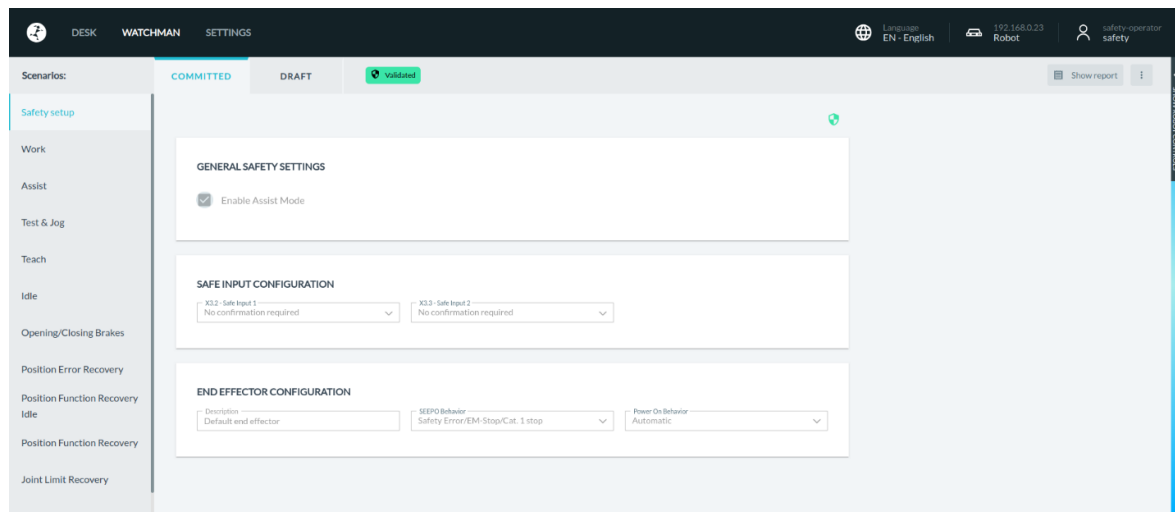 DESK WATCHMAN SETTINGS Language 192.168.0.23 safety-operator
EN - English Robot safety
Scenarios: COMMITTED DRAFT Validated Show report
Safety setup
Work
GENERAL SAFETY SETTINGS
Assist
Enable Assist Mode
Test & Jog
Teach
SAFE INPUT CONFIGURATION
Idle
X3.2 - Safe Input 1 X3.3 - Safe Input 2
No confirmation required No confirmation required
Opening/Closing Brakes
Position Error Recovery
END EFFECTOR CONFIGURATION
Position Function Recovery
Idle
Description SEEPO Behavior Power On Behavior
Default end effector Safety Error/EM-Stop/Cat. 1 stop Automatic
Position Function Recovery
Joint Limit Recovery